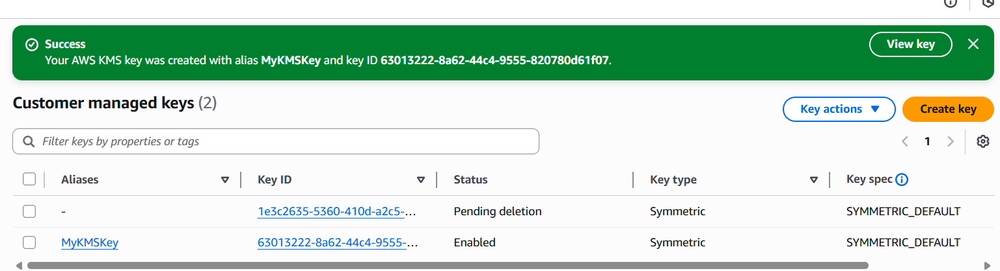 Success
View key
Your AWS KMS key was created with alias MyKMSKey and key ID 63013222-8a62-44c4-9555-820780d61f07.
Customer managed keys (2)
Key actions
Create key
Filter keys by properties or tags
1
Aliases Key ID Status Key type Key spec
- 1e3c2635-5360-410d-a2c5-... Pending deletion Symmetric SYMMETRIC_DEFAULT
MyKMSKey 63013222-8a62-44c4-9555-... Enabled Symmetric SYMMETRIC_DEFAULT